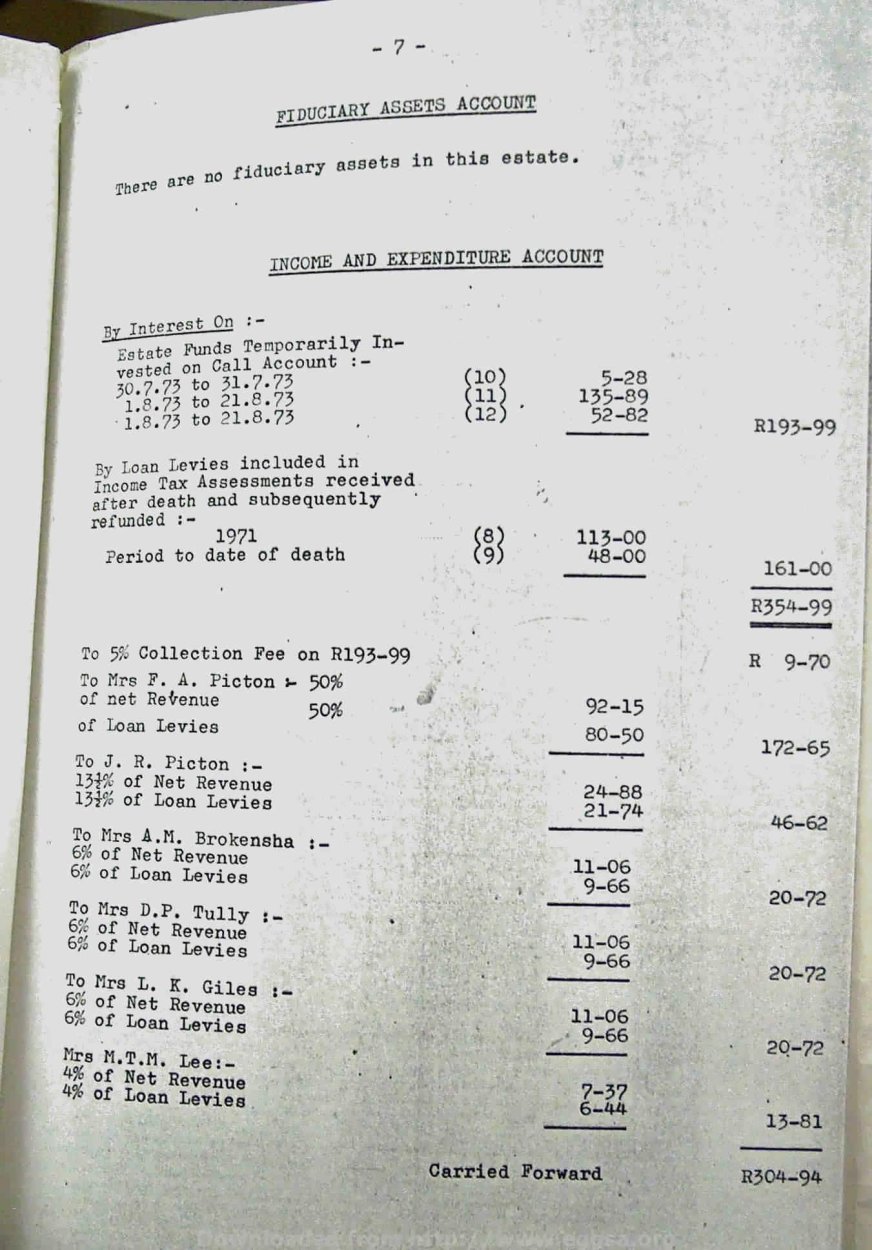 - 7 -
FIDUCIARY ASSETS ACCOUNT
There are no fiduciary assets in this estate.
INCOME AND EXPENDITURE ACCOUNT
By Interest On :-
Estate Funds Temporarily In-
vested on Call Account :-
30.7.73 to 31.7.73 (10) 5-28
1.8.73 to 21.8.73 (11) 135-89
1.8.73 to 21.8.73 (12) 52-82
R193-99
By Loan Levies included in
Income Tax Assessments received
after death and subsequently
refunded :-
1971 (8) 113-00
Period to date of death (9) 48-00
161-00
R354-99
To 5% Collection Fee on R193-99 R 9-70
To Mrs F. A. Picton :- 50%
of net Revenue 92-15
50%
of Loan Levies 80-50
172-65
To J. R. Picton :-
13½% of Net Revenue 24-88
13½% of Loan Levies 21-74
46-62
To Mrs A.M. Brokensha :-
6% of Net Revenue 11-06
6% of Loan Levies 9-66
20-72
To Mrs D.P. Tully :-
6% of Net Revenue 11-06
6% of Loan Levies 9-66
20-72
To Mrs L. K. Giles :-
6% of Net Revenue 11-06
6% of Loan Levies 9-66
20-72
Mrs M.T.M. Lee:-
4% of Net Revenue 7-37
4% of Loan Levies 6-44
13-81
Carried Forward R304-94
Downloaded from http://www.eggsa.org